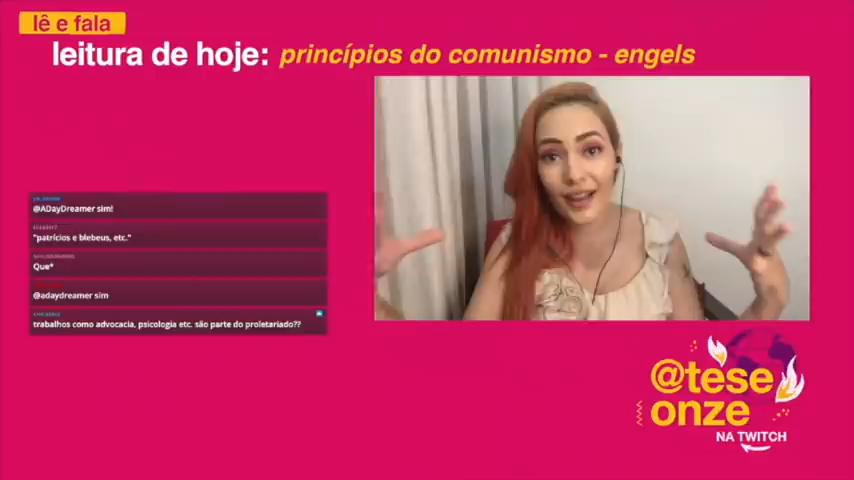 lê e fala
leitura de hoje: princípios do comunismo - engels
@ADayDreamer sim!
"patrícios e blebeus, etc."
Que*
@adaydreamer sim
trabalhos como advocacia, psicologia etc. são parte do proletariado??
@tese
onze
NA TWITCH